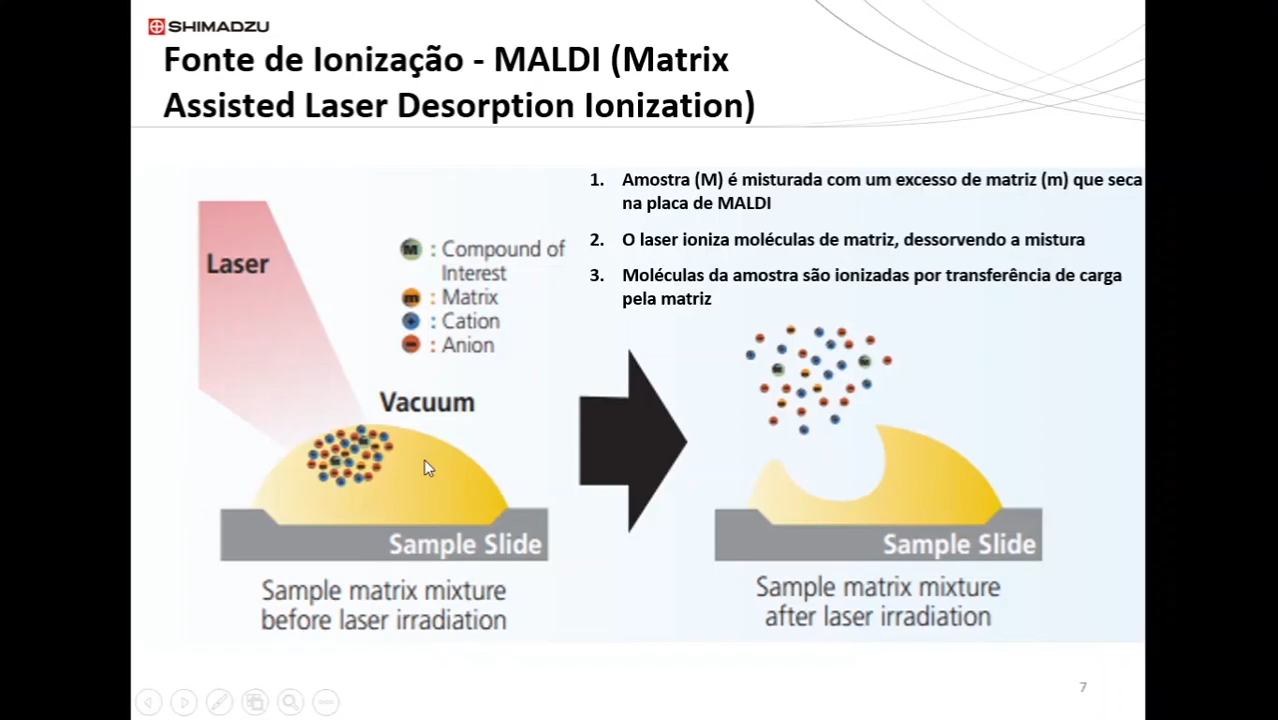 SHIMADZU
Fonte de Ionização - MALDI (Matrix
Assisted Laser Desorption Ionization)
1. Amostra (M) é misturada com um excesso de matriz (m) que seca
na placa de MALDI
2. O laser ioniza moléculas de matriz, dessorvendo a mistura
3. Moléculas da amostra são ionizadas por transferência de carga
pela matriz
Laser
M : Compound of
Interest
m : Matrix
+ : Cation
- : Anion
Vacuum
Sample Slide
Sample matrix mixture
before laser irradiation
Sample Slide
Sample matrix mixture
after laser irradiation
7